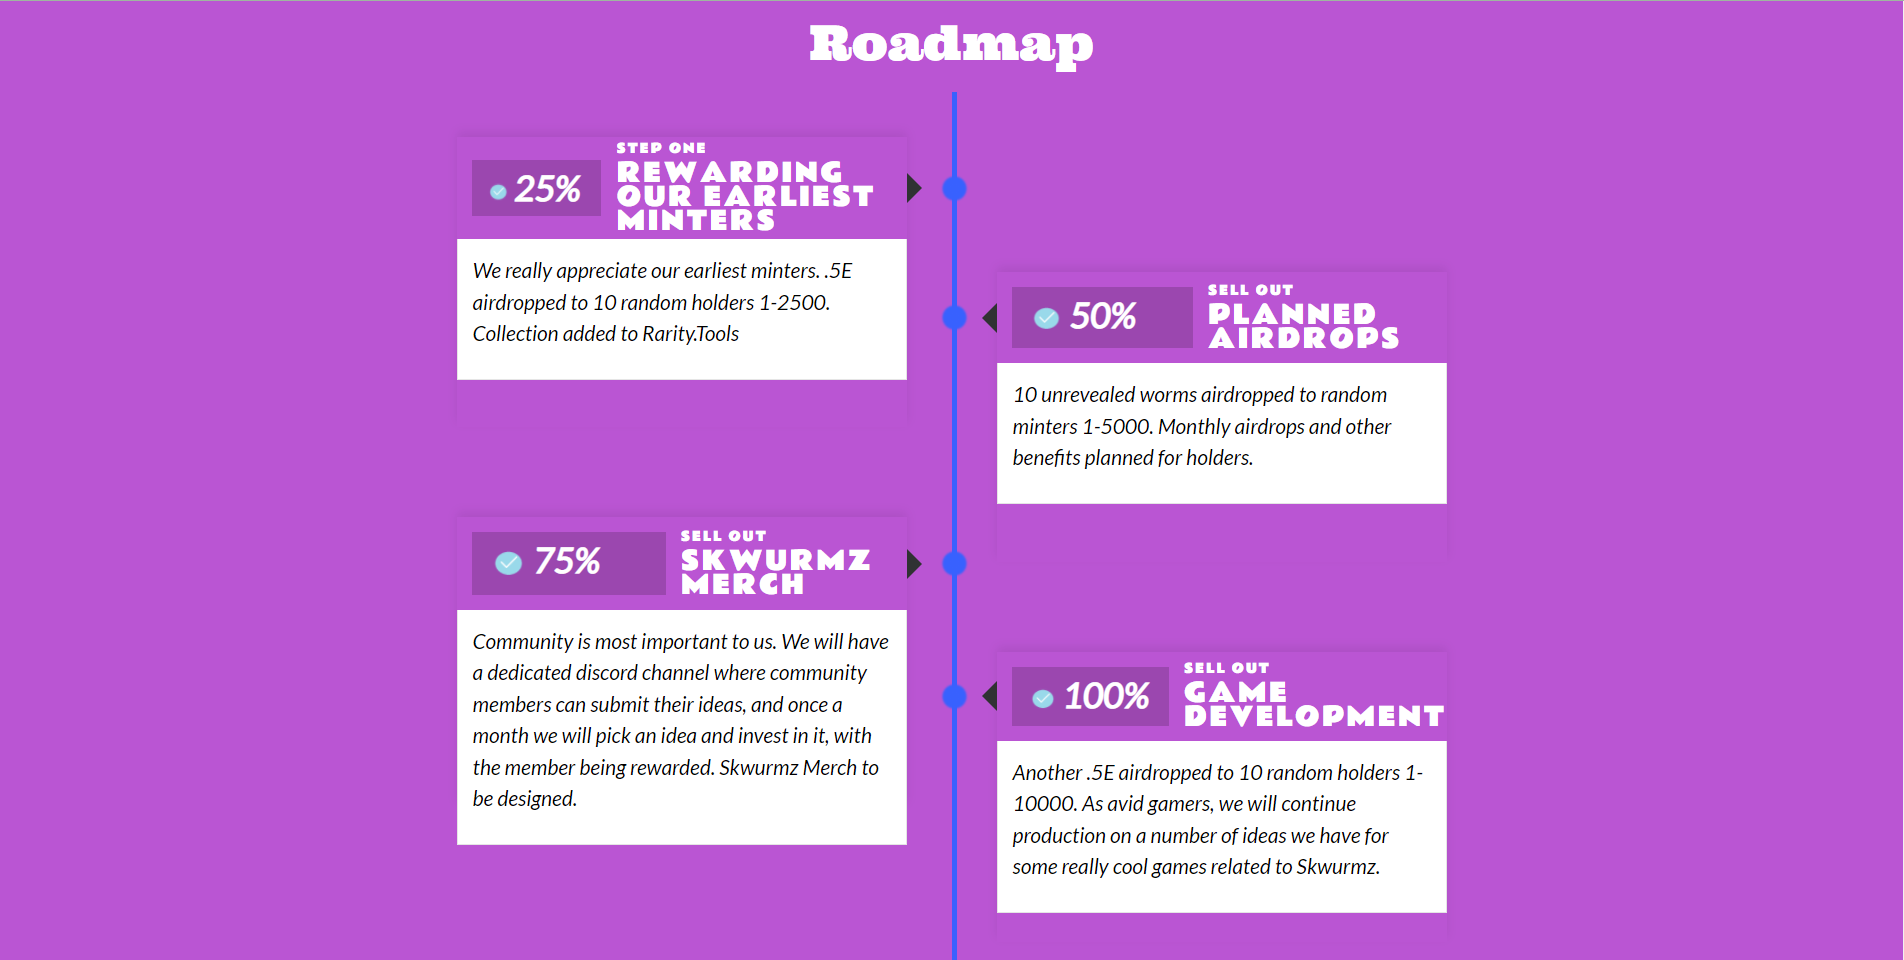 Roadmap
25%
STEP ONE
REWARDING
OUR EARLIEST
MINTERS
We really appreciate our earliest minters. .5E
airdropped to 10 random holders 1-2500.
Collection added to Rarity.Tools
50%
SELL OUT
PLANNED
AIRDROPS
10 unrevealed worms airdropped to random
minters 1-5000. Monthly airdrops and other
benefits planned for holders.
75%
SELL OUT
SKWURMZ
MERCH
Community is most important to us. We will have
a dedicated discord channel where community
members can submit their ideas, and once a
month we will pick an idea and invest in it, with
the member being rewarded. Skwurmz Merch to
be designed.
100%
SELL OUT
GAME
DEVELOPMENT
Another .5E airdropped to 10 random holders 1-
10000. As avid gamers, we will continue
production on a number of ideas we have for
some really cool games related to Skwurmz.